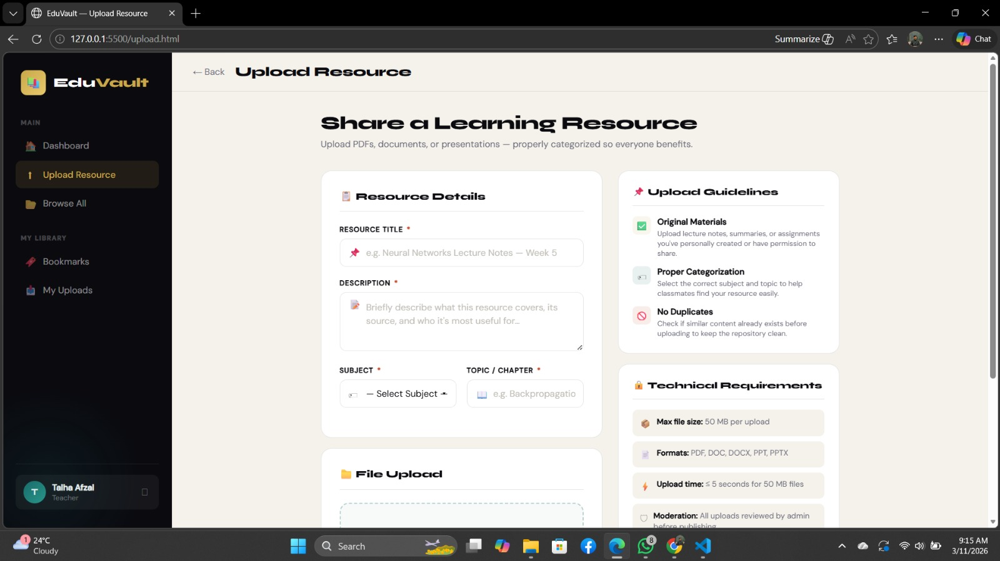 EduVault — Upload Resource
127.0.0.1:5500/upload.html
Summarize
Chat
EduVault
MAIN
Dashboard
Upload Resource
Browse All
MY LIBRARY
Bookmarks
My Uploads
T
Talha Afzal
Teacher
← Back
Upload Resource
Share a Learning Resource
Upload PDFs, documents, or presentations — properly categorized so everyone benefits.
Resource Details
RESOURCE TITLE *
e.g. Neural Networks Lecture Notes — Week 5
DESCRIPTION *
Briefly describe what this resource covers, its
source, and who it's most useful for...
SUBJECT *
— Select Subject —
TOPIC / CHAPTER *
e.g. Backpropagatio
File Upload
Upload Guidelines
Original Materials
Upload lecture notes, summaries, or assignments
you've personally created or have permission to
share.
Proper Categorization
Select the correct subject and topic to help
classmates find your resource easily.
No Duplicates
Check if similar content already exists before
uploading to keep the repository clean.
Technical Requirements
Max file size: 50 MB per upload
Formats: PDF, DOC, DOCX, PPT, PPTX
Upload time: ≤ 5 seconds for 50 MB files
Moderation: All uploads reviewed by admin
before publishing
1
24°C
Cloudy
Search
8
9:15 AM
3/11/2026